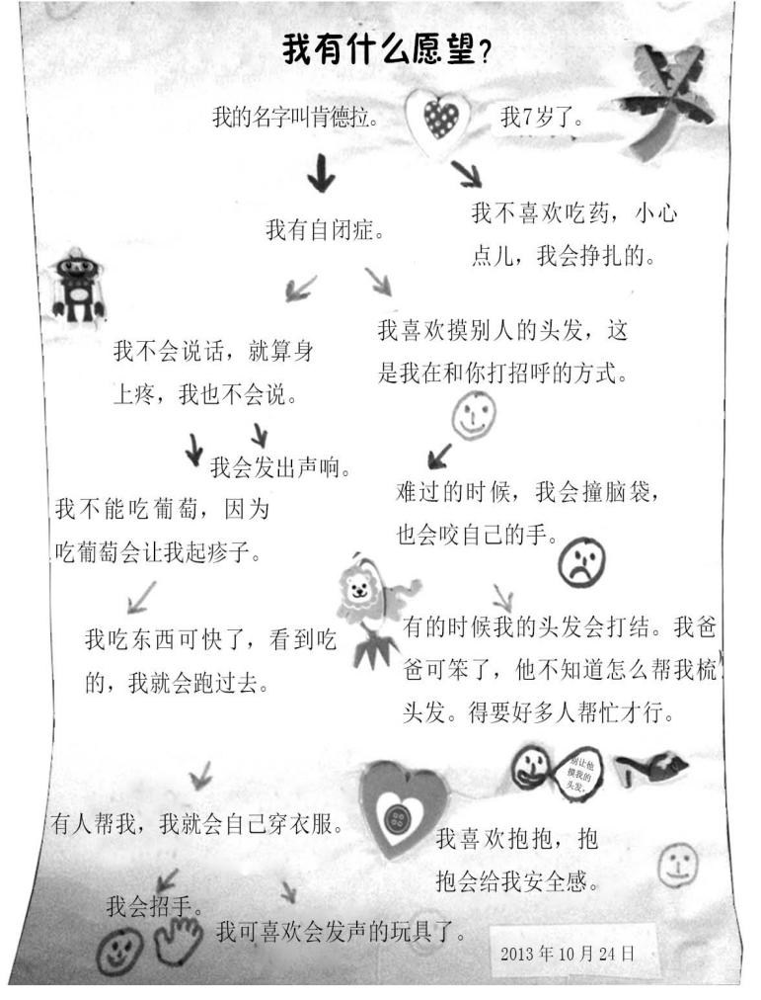 我有什么愿望？
我的名字叫肯德拉。
我7岁了。
我有自闭症。
我不喜欢吃药，小心
点儿，我会挣扎的。
我不会说话，就算身
上疼，我也不会说。
我喜欢摸别人的头发，这
是我在和你打招呼的方式。
我会发出声响。
我不能吃葡萄，因为
吃葡萄会让我起疹子。
难过的时候，我会撞脑袋，
也会咬自己的手。
我吃东西可快了，看到吃
的，我就会跑过去。
有的时候我的头发会打结。我爸
爸可笨了，他不知道怎么帮我梳
头发。得要好多人帮忙才行。
别让他
摸我的
头发。
有人帮我，我就会自己穿衣服。
我喜欢抱抱，抱
抱会给我安全感。
我会招手。
我可喜欢会发声的玩具了。
2013年10月24日